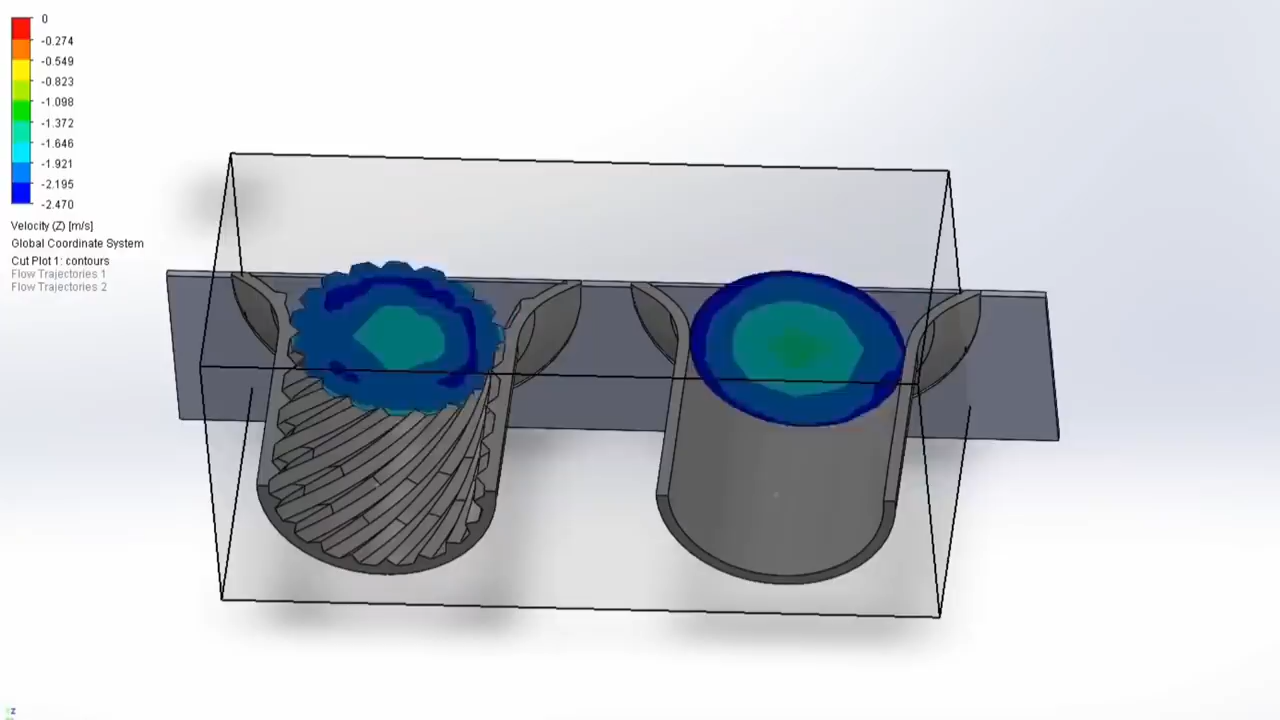 0
-0.274
-0.549
-0.823
-1.098
-1.372
-1.646
-1.921
-2.195
-2.470
Velocity (Z) [m/s]
Global Coordinate System
Cut Plot 1: contours
Flow Trajectories 1
Flow Trajectories 2
z